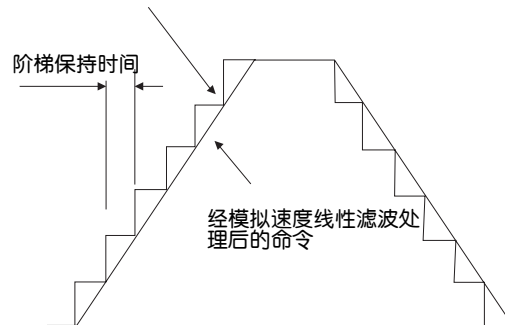 阶梯保持时间
经模拟速度线性滤波处
理后的命令